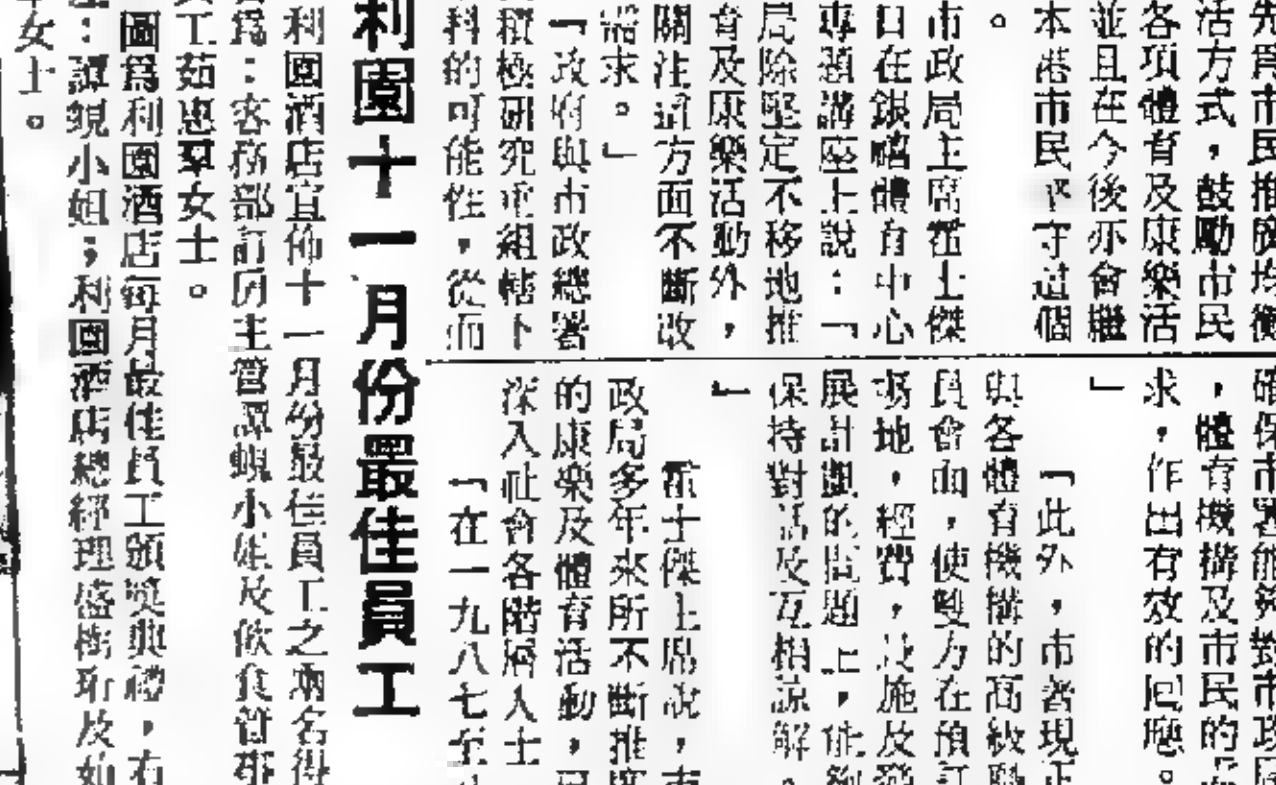 先爲市民推廣均衡
活方式，鼓勵市民
各項體育及康樂活
並且在今後亦會繼
本港市民 守這個
。
市政局主席霍士傑
日在銀禧體育中心
專題講座上說：「
局除堅定不移地推
育及康樂活動外，
關注這方面不斷改
需求。」
「政府與市政總署
積極研究重組轄下
料的可能性，從而
確保市署能夠對市政局
，體育機構及市民的
求，作出有效的回應。
」
「此外，市署現正
與各體育機構的高級聯
員會面，使雙方在預訂
場地，經費，設施及發
展計劃的問題上，能夠
保持對話及互相諒解。
」
霍士傑主席說，市
政局多年來所不斷推廣
的康樂及體育活動，已
深入社會各階層人士
「在一九八七至
利園十一月份最佳員工
利園酒店宣佈十一月份最佳員工之兩名得
爲：客務部訂房主管譚蜆小姐及飲食管事
工茹惠羣女士。
圖爲利園酒店每月最佳員工頒獎典禮，右
：譚蜆小姐；利園酒店總經理盛樹珩及茹
女士。